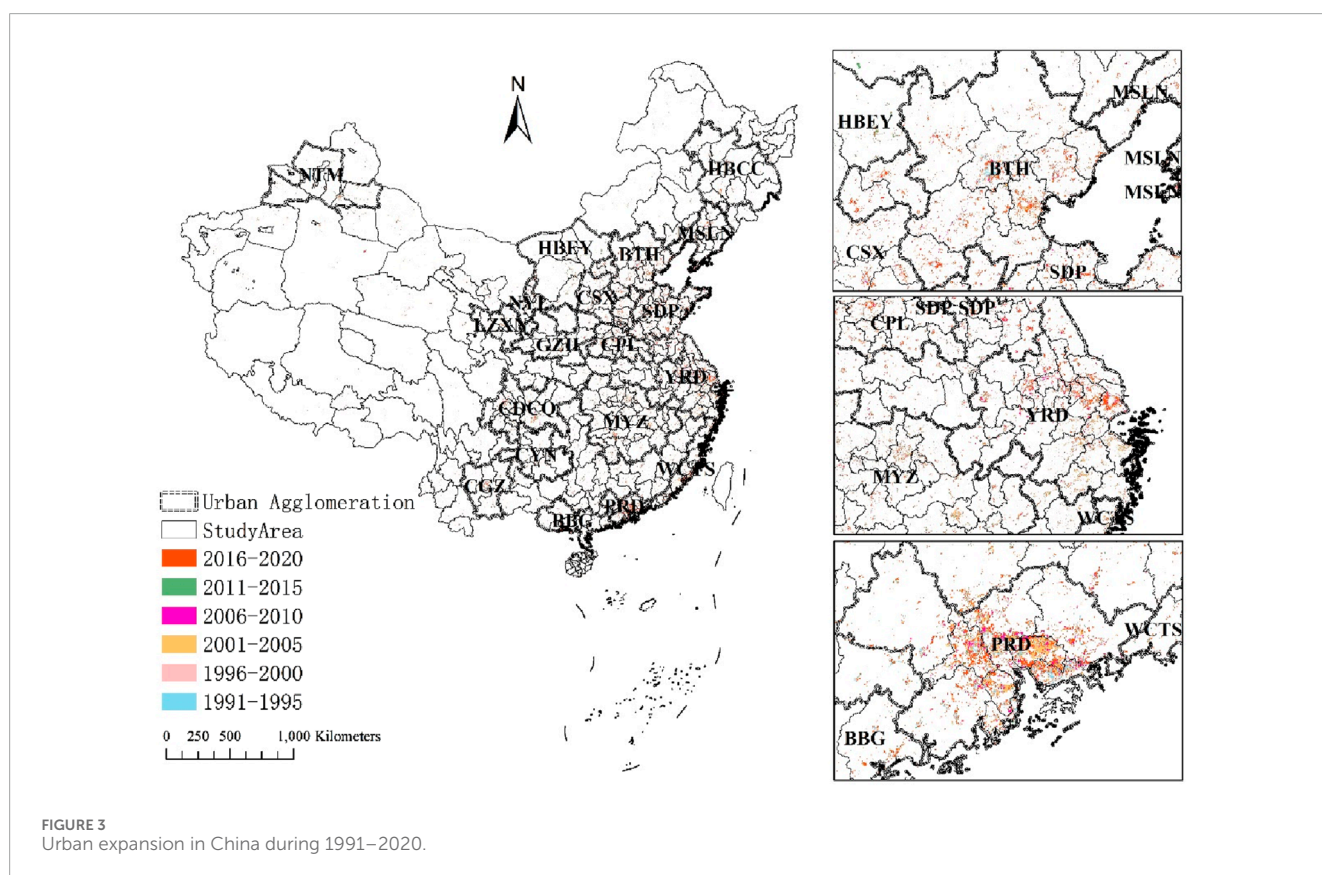 N
NTM
HBCC
MSLN
HBEY
BTH
NYL
CSX
SDP
LZXN
GZH
CPL
YRD
CDCQ
MYZ
CYN
WCTS
CGZ
PRD
BBG
Urban Agglomeration
StudyArea
2016-2020
2011-2015
2006-2010
2001-2005
1996-2000
1991-1995
0 250 500 1,000 Kilometers
MSLN
HBEY
BTH
MSLN
MSLN
CSX
SDP
SDP SDP
CPL
YRD
MYZ
WCTS
WCTS
PRD
BBG
FIGURE 3
Urban expansion in China during 1991–2020.